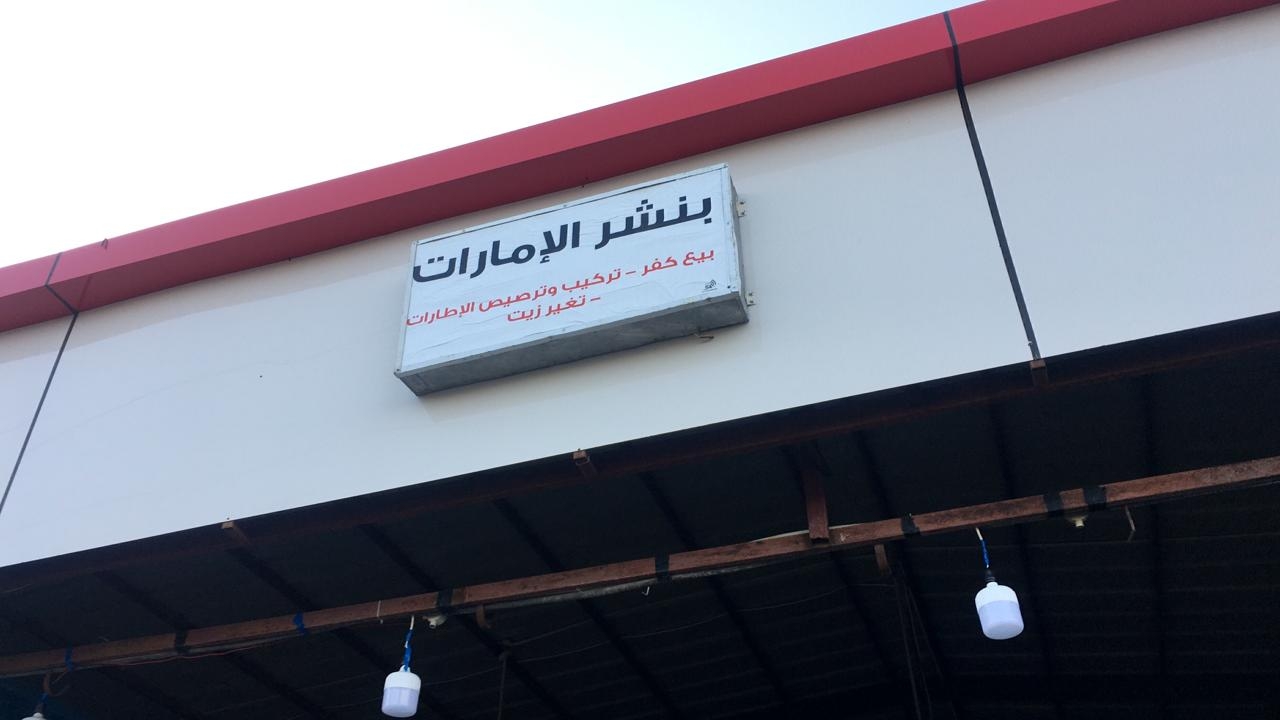 بنشر الإمارات
بيع كفر - تركيب وترصيص الإطارات
- تغير زيت